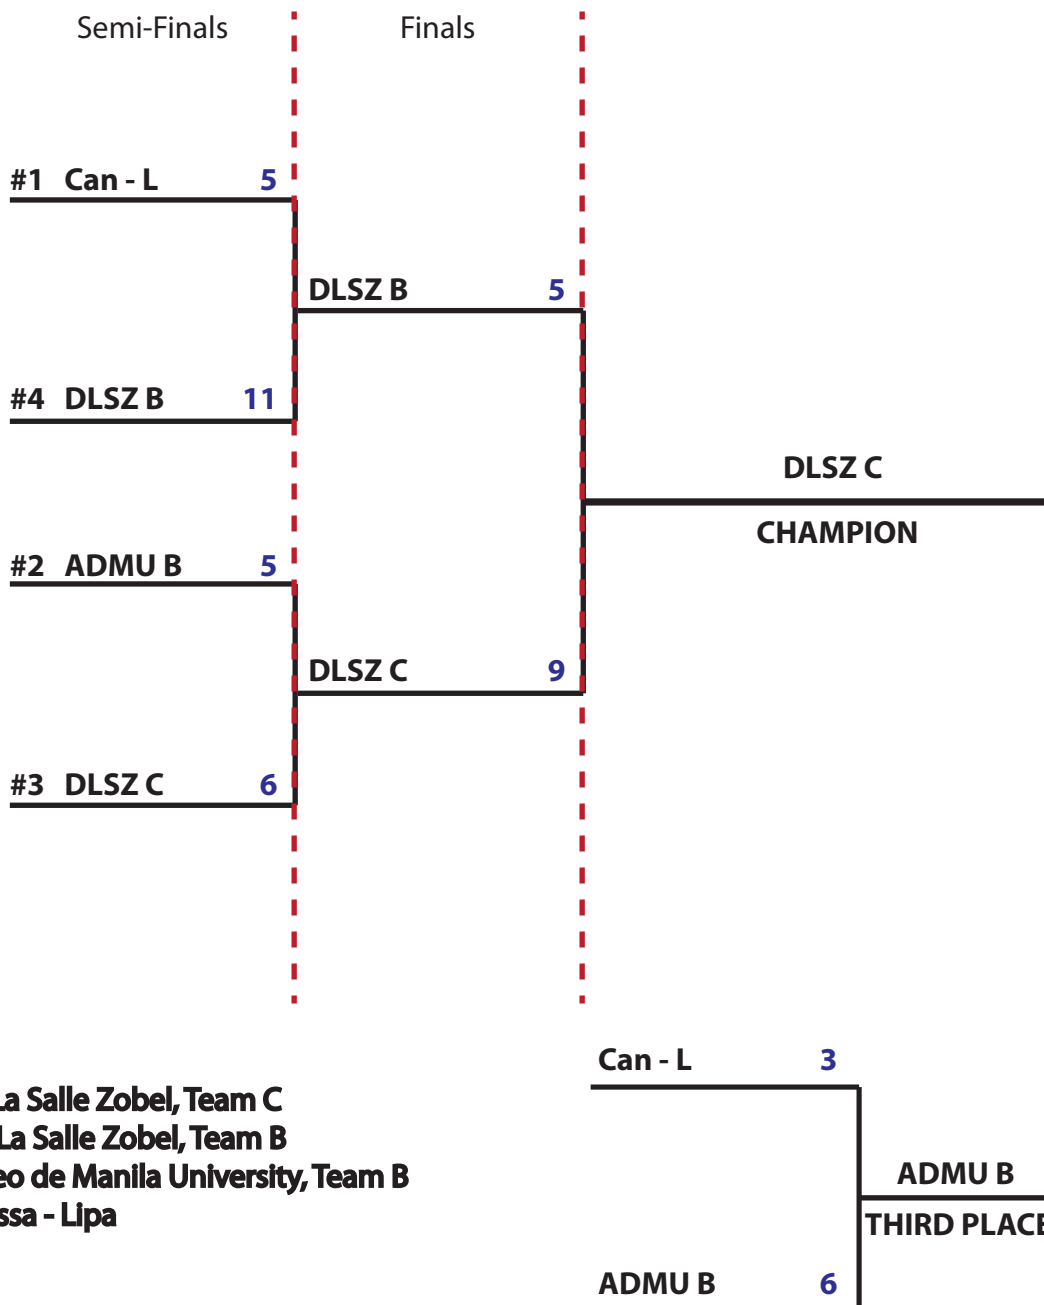 Semi-Finals Finals
#1 Can - L 5
DLSZ B 5
#4 DLSZ B 11
DLSZ C
CHAMPION
#2 ADMU B 5
DLSZ C 9
#3 DLSZ C 6
Can - L 3
La Salle Zobel, Team C
La Salle Zobel, Team B
de Manila University, Team B
- Lipa
ADMU B
THIRD PLACE
ADMU B 6